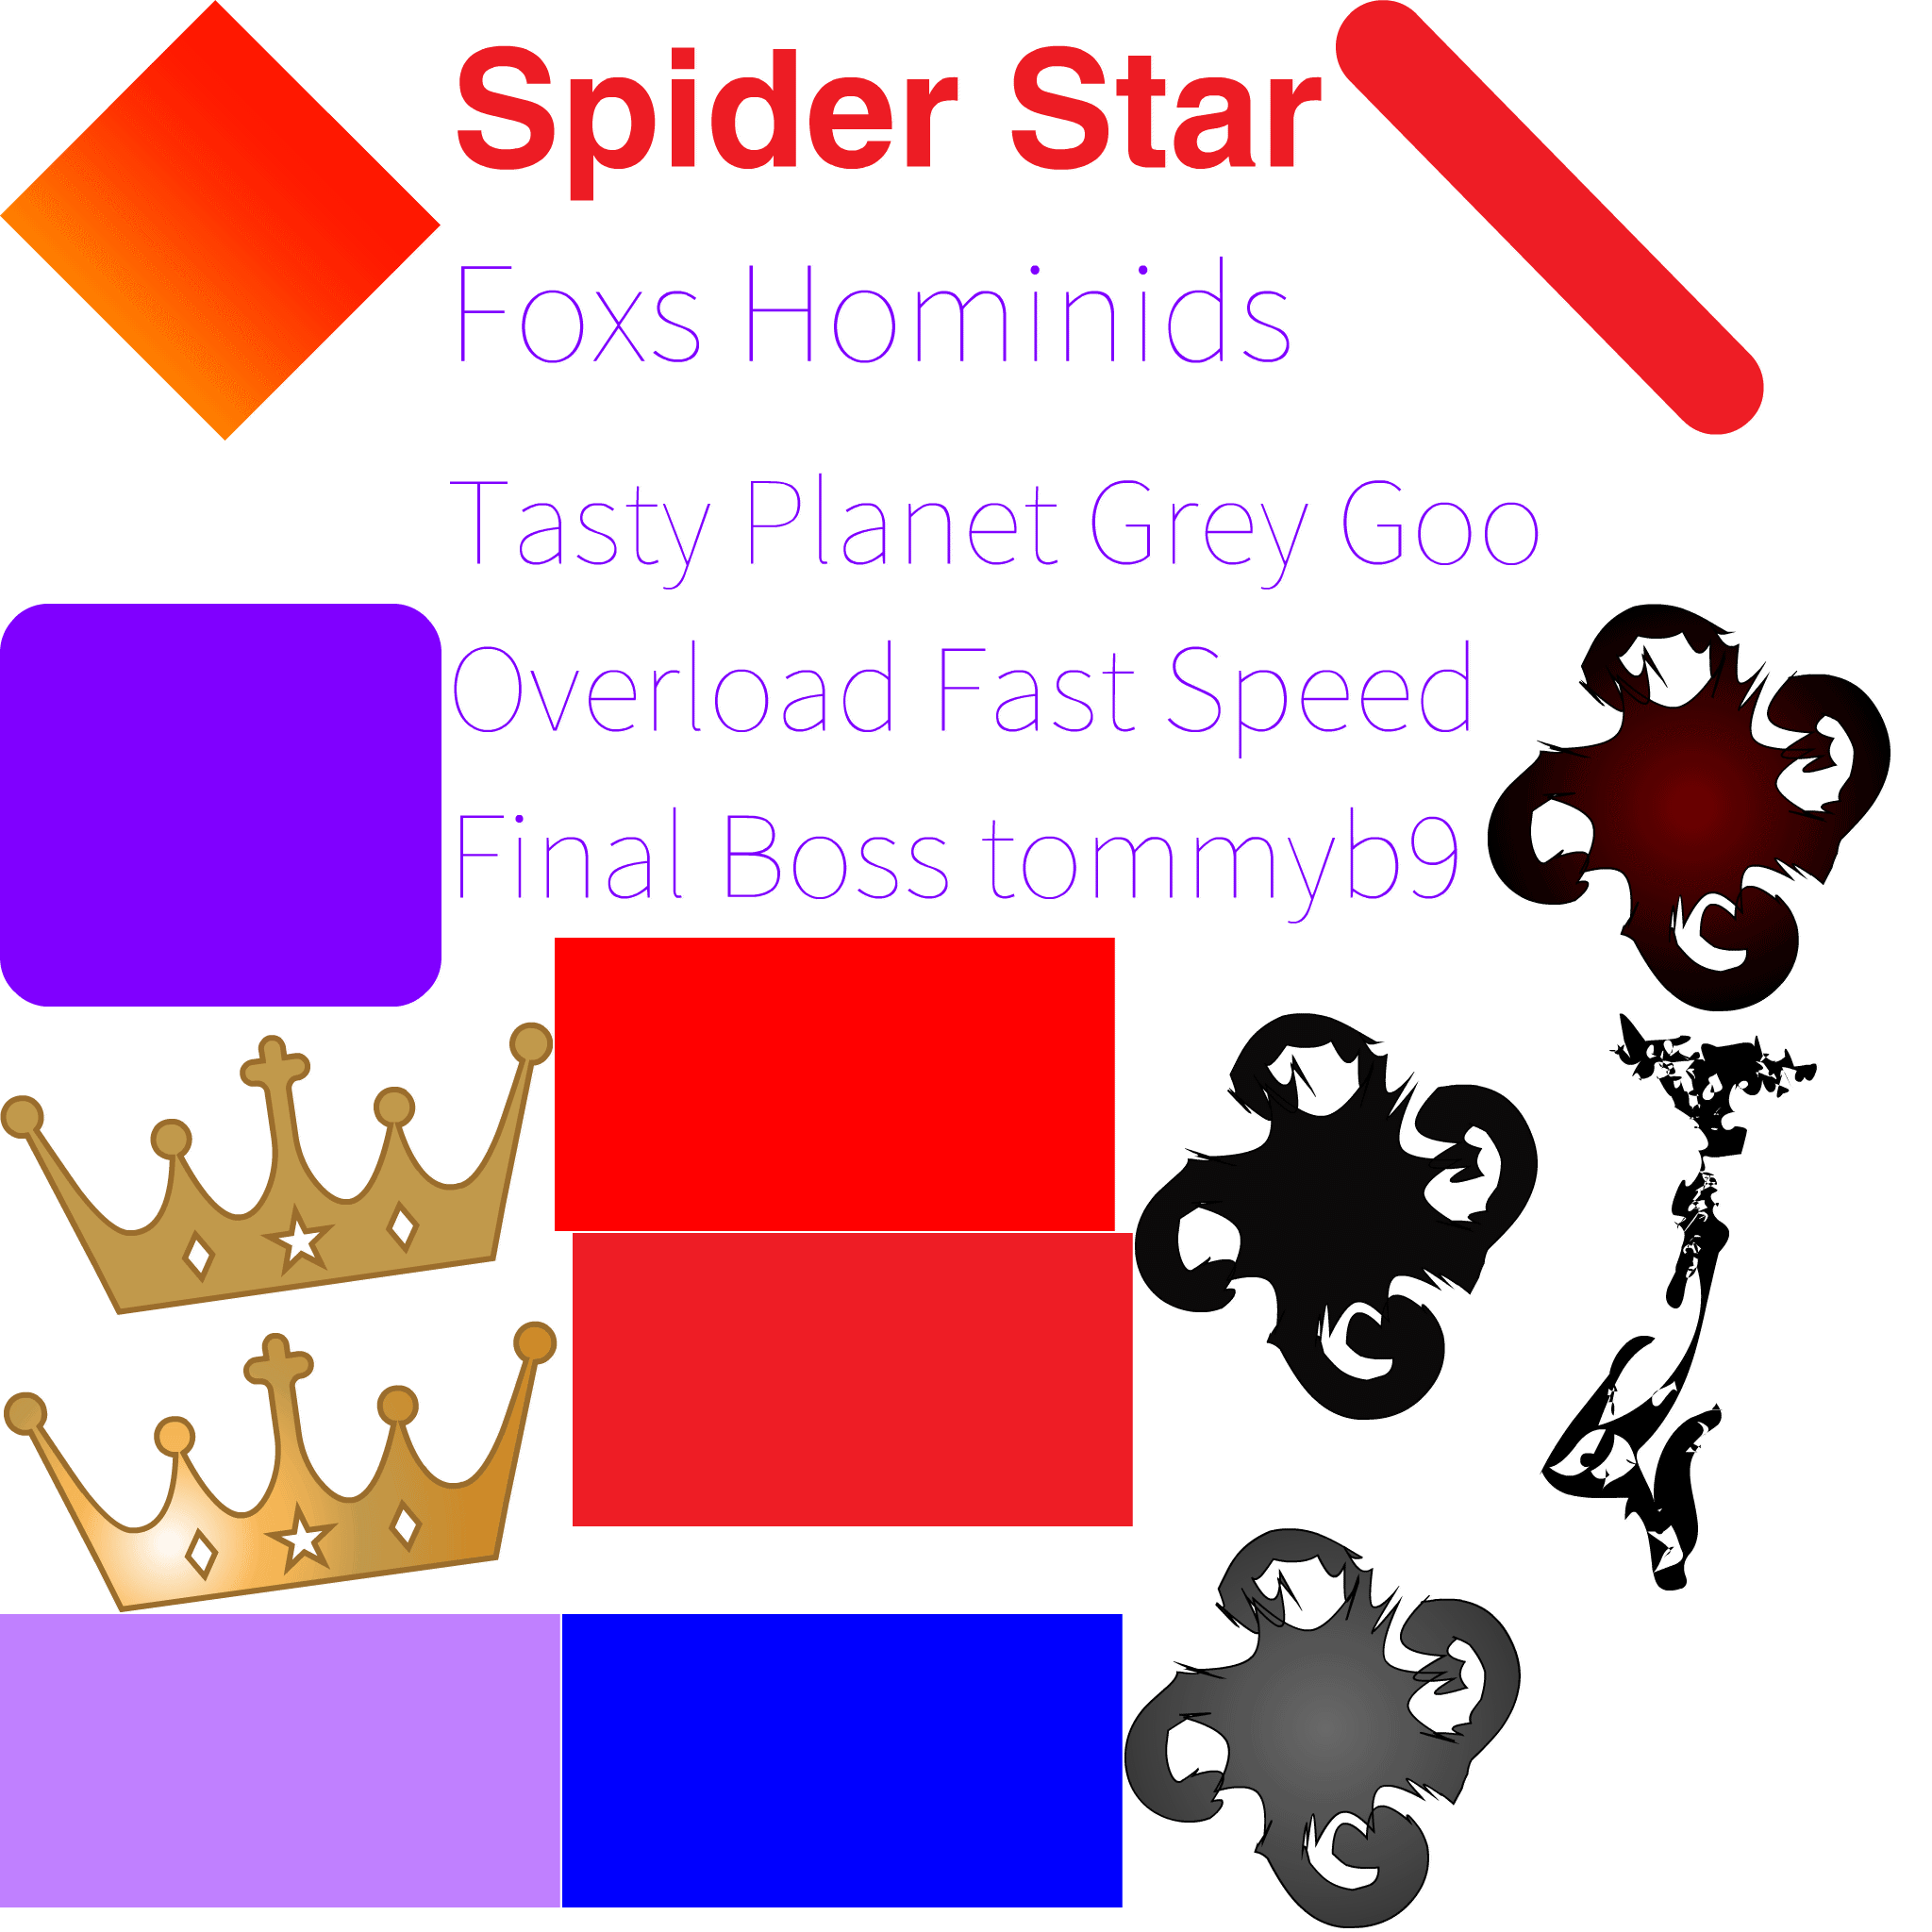 Spider Star
Foxs Hominids
Tasty Planet Grey Goo
Overload Fast Speed
Final Boss tommyb9